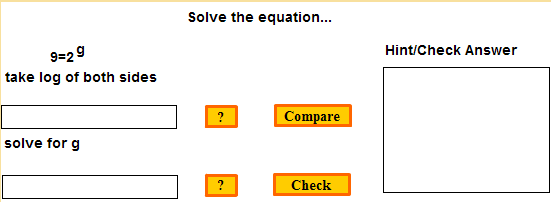 Solve the equation...
9=2^g
Hint/Check Answer
take log of both sides
? Compare
solve for g
? Check